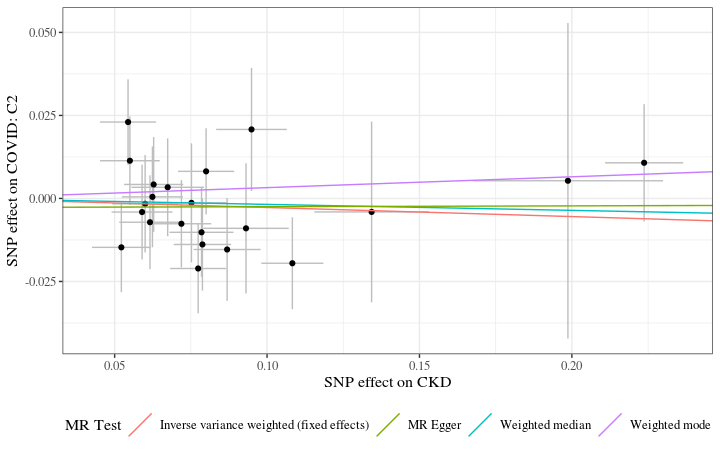 0.050
0.025
0.000
-0.025
SNP effect on COVID: C2
0.05
0.10
0.15
0.20
SNP effect on CKD
MR Test
Inverse variance weighted (fixed effects)
MR Egger
Weighted median
Weighted mode